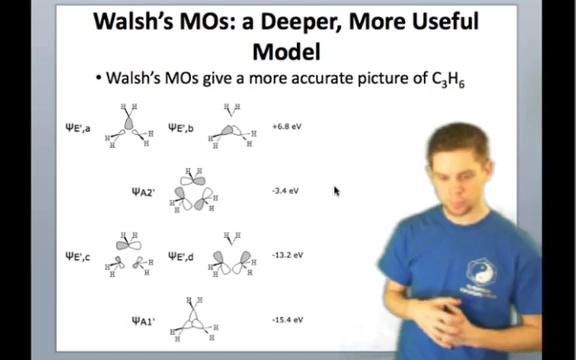 Walsh's MOs: a Deeper, More Useful
Model
• Walsh's MOs give a more accurate picture of C₃H₆
H H H H
ΨE',a ΨE',b +6.8 eV
H H H H
H H
ΨA2' -3.4 eV
H H H H
H H H H
ΨE',c ΨE',d -13.2 eV
H H H H
H H
ΨA1' -15.4 eV
H H H H